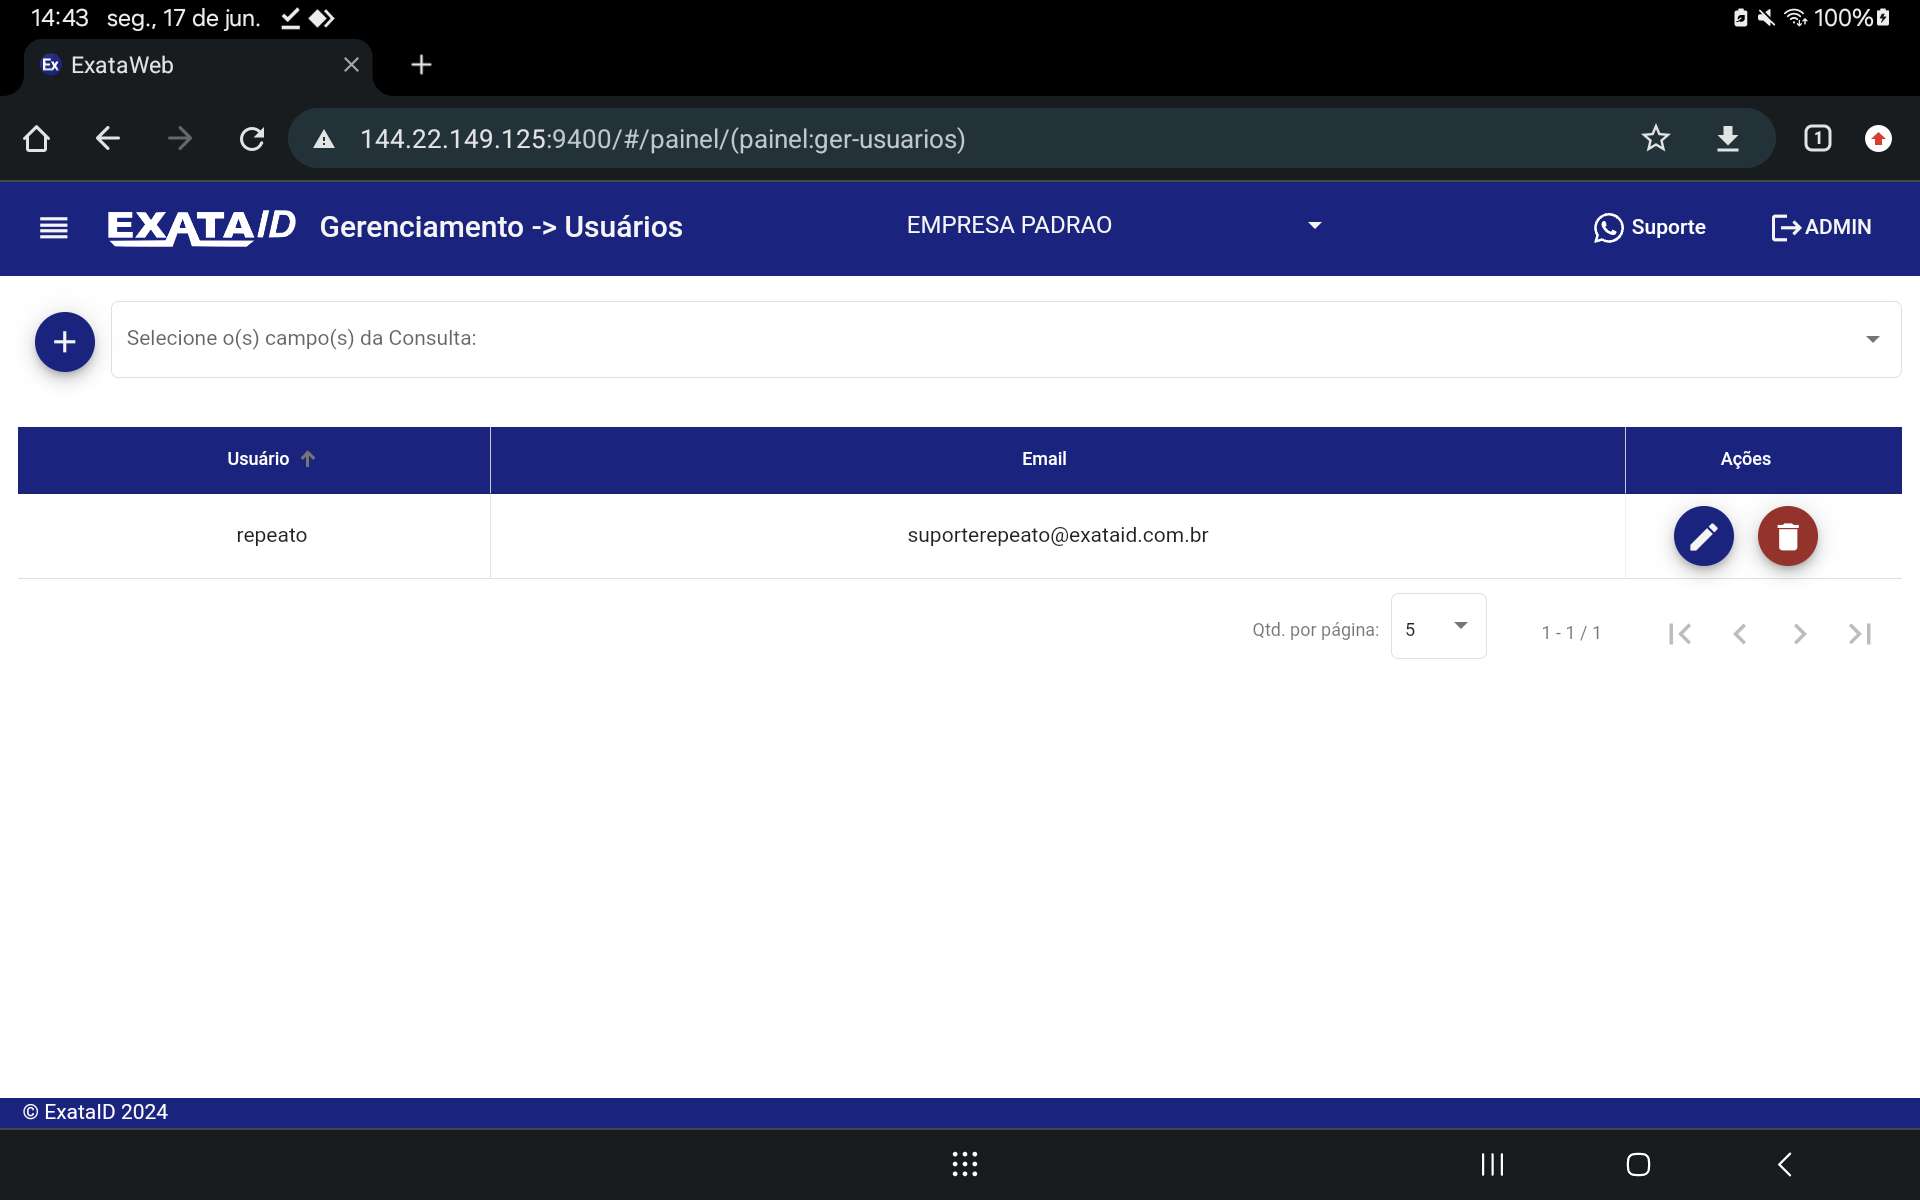 14:43 seg., 17 de jun. 100%
Ex ExataWeb
144.22.149.125:9400/#/painel/(painel:ger-usuarios) 1
EXATAID Gerenciamento -> Usuários EMPRESA PADRAO Suporte ADMIN
Selecione o(s) campo(s) da Consulta:
Usuário Email Ações
repeato suporterepeato@exataid.com.br
Qtd. por página: 5 1 - 1 / 1
© ExataID 2024